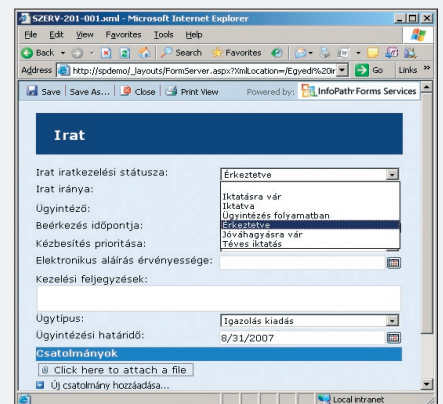 SZERV-201-001.xml - Microsoft Internet Explorer
File Edit View Favorites Tools Help
Back Search Favorites
Address http://spdemo/_layouts/FormServer.aspx?XmlLocation=/Egyedi%20ir Go Links »
Save Save As... Close Print View Powered by: InfoPath Forms Services
Irat
Irat iratkezelési státusza: Érkeztetve
Irat iránya:
Iktatásra vár
Iktatva
Ügyintéző:
Ügyintézés folyamatban
Beérkezés időpontja:
Érkeztetve
Jóváhagyásra vár
Kézbesítés prioritása:
Téves iktatás
Elektronikus aláírás érvényessége:
Kezelési feljegyzések:
Ügytípus: Igazolás kiadás
Ügyintézési határidő: 8/31/2007
Csatolmányok
Click here to attach a file
Új csatolmány hozzáadása...
Local intranet